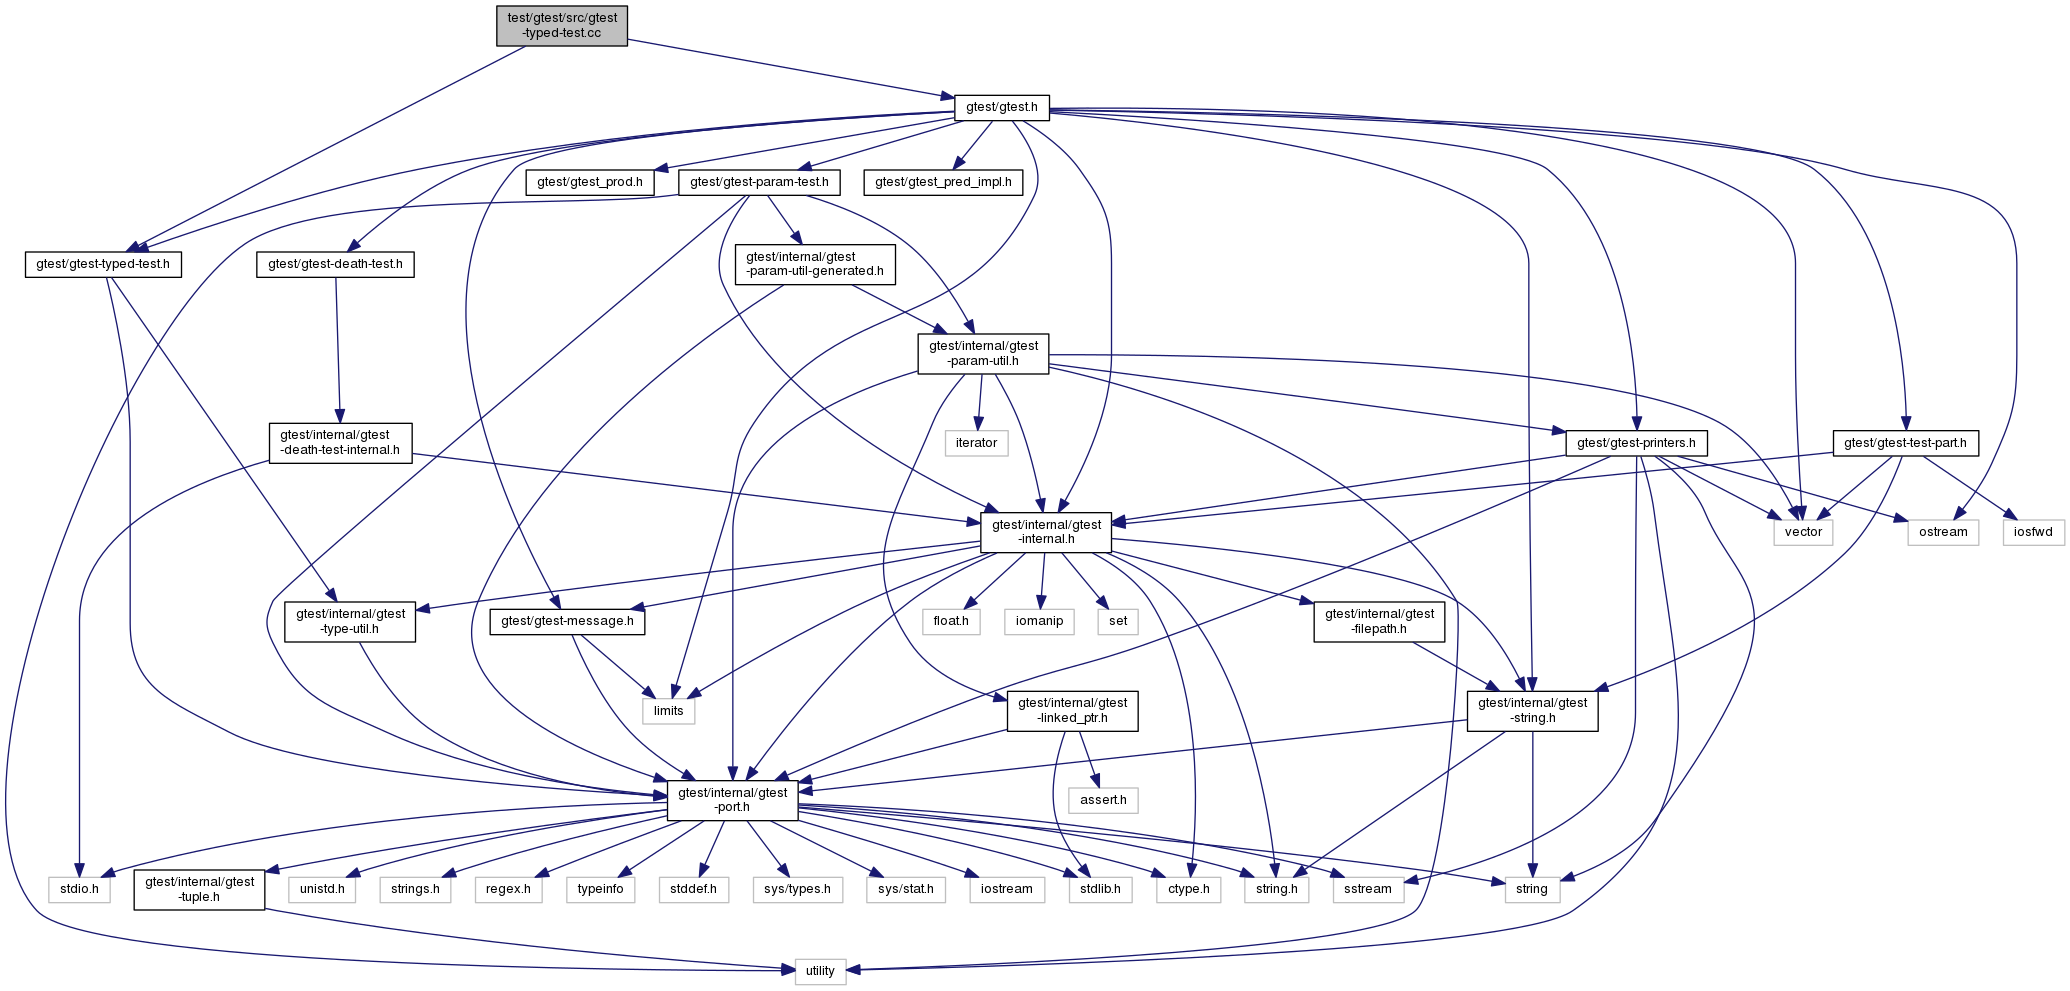 test/gtest/src/gtest
-typed-test.cc
gtest/gtest.h
gtest/gtest_prod.h
gtest/gtest-param-test.h
gtest/gtest_pred_impl.h
gtest/gtest-typed-test.h
gtest/gtest-death-test.h
gtest/internal/gtest
-param-util-generated.h
gtest/internal/gtest
-param-util.h
gtest/internal/gtest
-death-test-internal.h
iterator
gtest/gtest-printers.h
gtest/gtest-test-part.h
gtest/internal/gtest
-internal.h
vector
ostream
iosfwd
gtest/internal/gtest
-type-util.h
gtest/gtest-message.h
float.h
iomanip
set
gtest/internal/gtest
-filepath.h
limits
gtest/internal/gtest
-linked_ptr.h
gtest/internal/gtest
-string.h
gtest/internal/gtest
-port.h
assert.h
stdio.h
gtest/internal/gtest
-tuple.h
unistd.h
strings.h
regex.h
typeinfo
stddef.h
sys/types.h
sys/stat.h
iostream
stdlib.h
ctype.h
string.h
sstream
string
utility